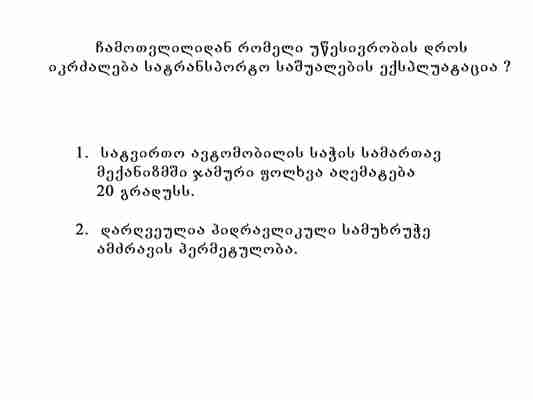 ჩამოთვლილიდან რომელი უწესივრობის დროს
იკრძალება სატრანსპორტო საშუალების ექსპლუატაცია ?
1. სატვირთო ავტომობილის საჭის სამართავ
მექანიზმში ჯამური ფოლხვა აღემატება
20 გრადუსს.
2. დარღვეულია ჰიდრავლიკული სამუხრუჭე
ამძრავის ჰერმეტულობა.